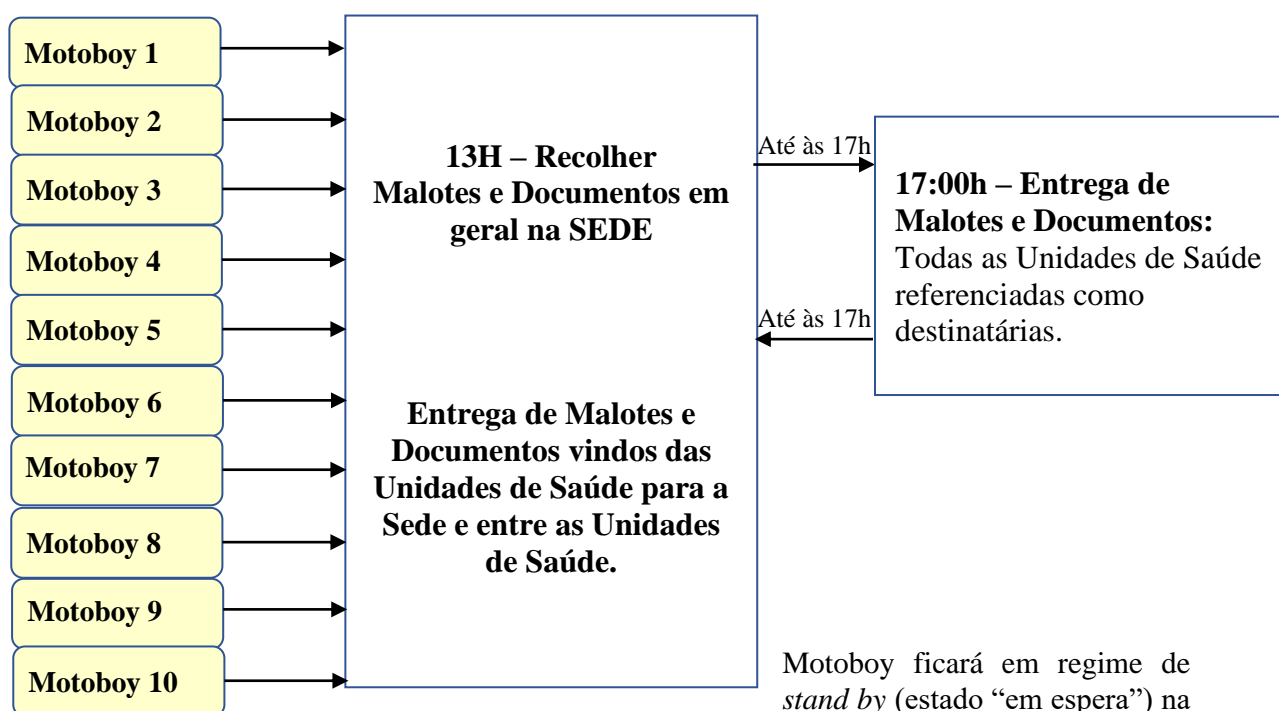 Motoboy 1
Motoboy 2
Motoboy 3
Motoboy 4
Motoboy 5
Motoboy 6
Motoboy 7
Motoboy 8
Motoboy 9
Motoboy 10
13H – Recolher
Malotes e Documentos em
geral na SEDE
Entrega de Malotes e
Documentos vindos das
Unidades de Saúde para a
Sede e entre as Unidades
de Saúde.
Até às 17h
Até às 17h
17:00h – Entrega de
Malotes e Documentos:
Todas as Unidades de Saúde
referenciadas como
destinatárias.
Motoboy ficará em regime de
stand by (estado “em espera”) na